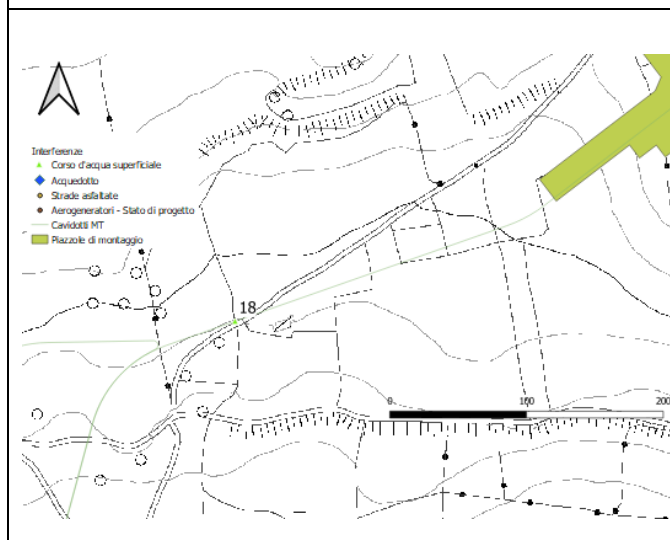 Interferenze
Corso d'acqua superficiale
Acquedotto
Strade asfaltate
Aerogeneratori - Stato di progetto
Cavidotti MT
Piazzole di montaggio
18
0 100 200